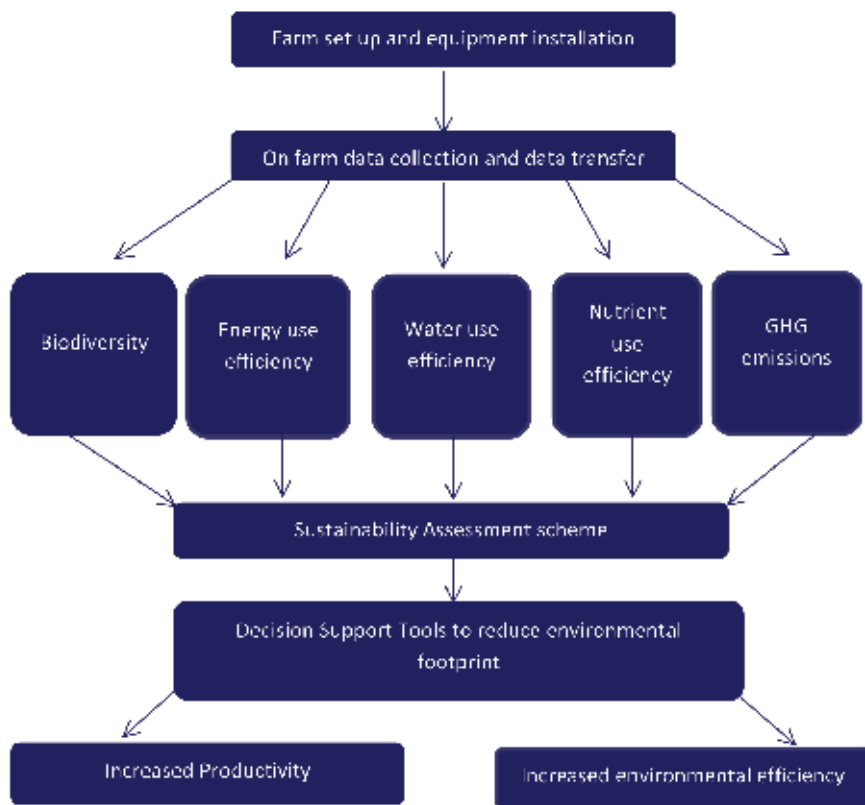 Farm set up and equipment installation
On farm data collection and data transfer
Biodiversity
Energy use
efficiency
Water use
efficiency
Nutrient
use
efficiency
GHG
emissions
Sustainability Assessment scheme
Decision Support Tools to reduce environmental
footprint
Increased Productivity
Increased environmental efficiency